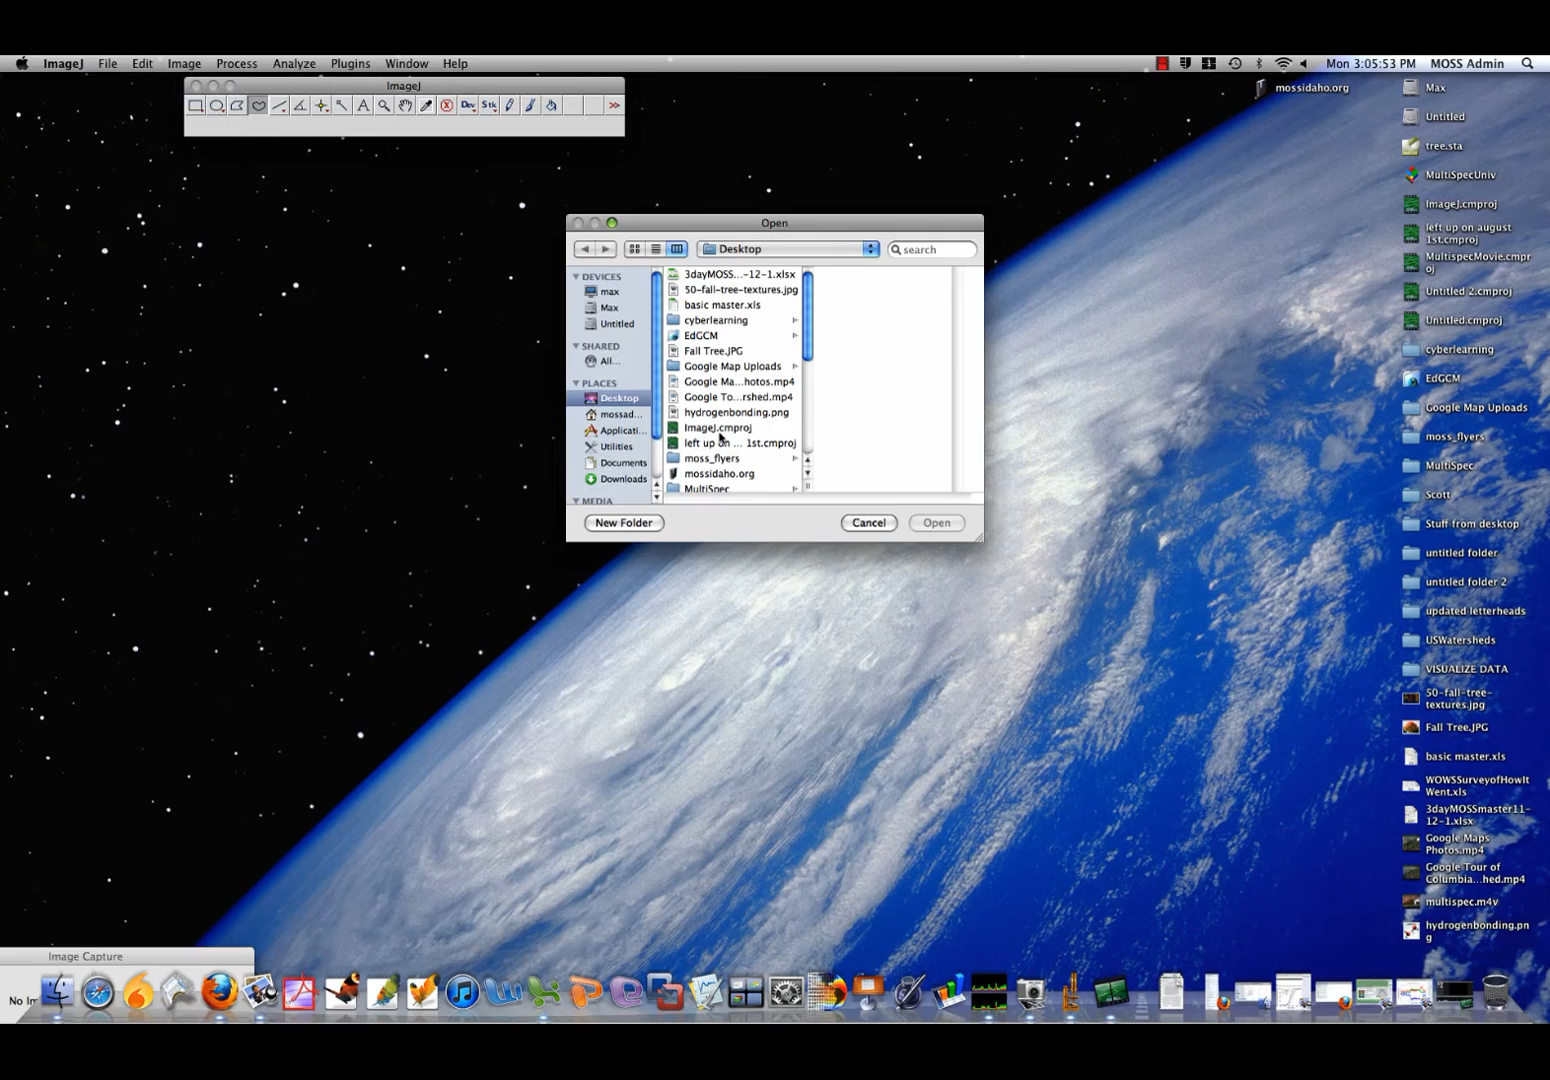 ImageJ File Edit Image Process Analyze Plugins Window Help
Mon 3:05:53 PM MOSS Admin
ImageJ
A Dev Stk >>
mossidaho.org
Max
Untitled
tree.sta
MultiSpecUniv
ImageJ.cmproj
left up on august
1st.cmproj
MultispecMovie.cmpr
oj
Untitled 2.cmproj
Untitled.cmproj
cyberlearning
EdGCM
Google Map Uploads
moss_flyers
MultiSpec
Scott
Stuff from desktop
untitled folder
untitled folder 2
updated letterheads
USWatersheds
VISUALIZE DATA
50-fall-tree-
textures.jpg
Fall Tree.JPG
basic master.xls
WOWSSurveyofHowIt
Went.xls
3dayMOSSmaster11-
12-1.xlsx
Google Maps
Photos.mp4
Google Tour of
Columbia...hed.mp4
multispec.m4v
hydrogenbonding.pn
g
Open
Desktop
search
DEVICES
max
Max
Untitled
SHARED
All...
PLACES
Desktop
mossad...
Applicati...
Utilities
Documents
Downloads
MEDIA
3dayMOSS...-12-1.xlsx
50-fall-tree-textures.jpg
basic master.xls
cyberlearning
EdGCM
Fall Tree.JPG
Google Map Uploads
Google Ma...hotos.mp4
Google To...rshed.mp4
hydrogenbonding.png
ImageJ.cmproj
left up on ... 1st.cmproj
moss_flyers
mossidaho.org
MultiSpec
New Folder Cancel Open
Image Capture
No Im